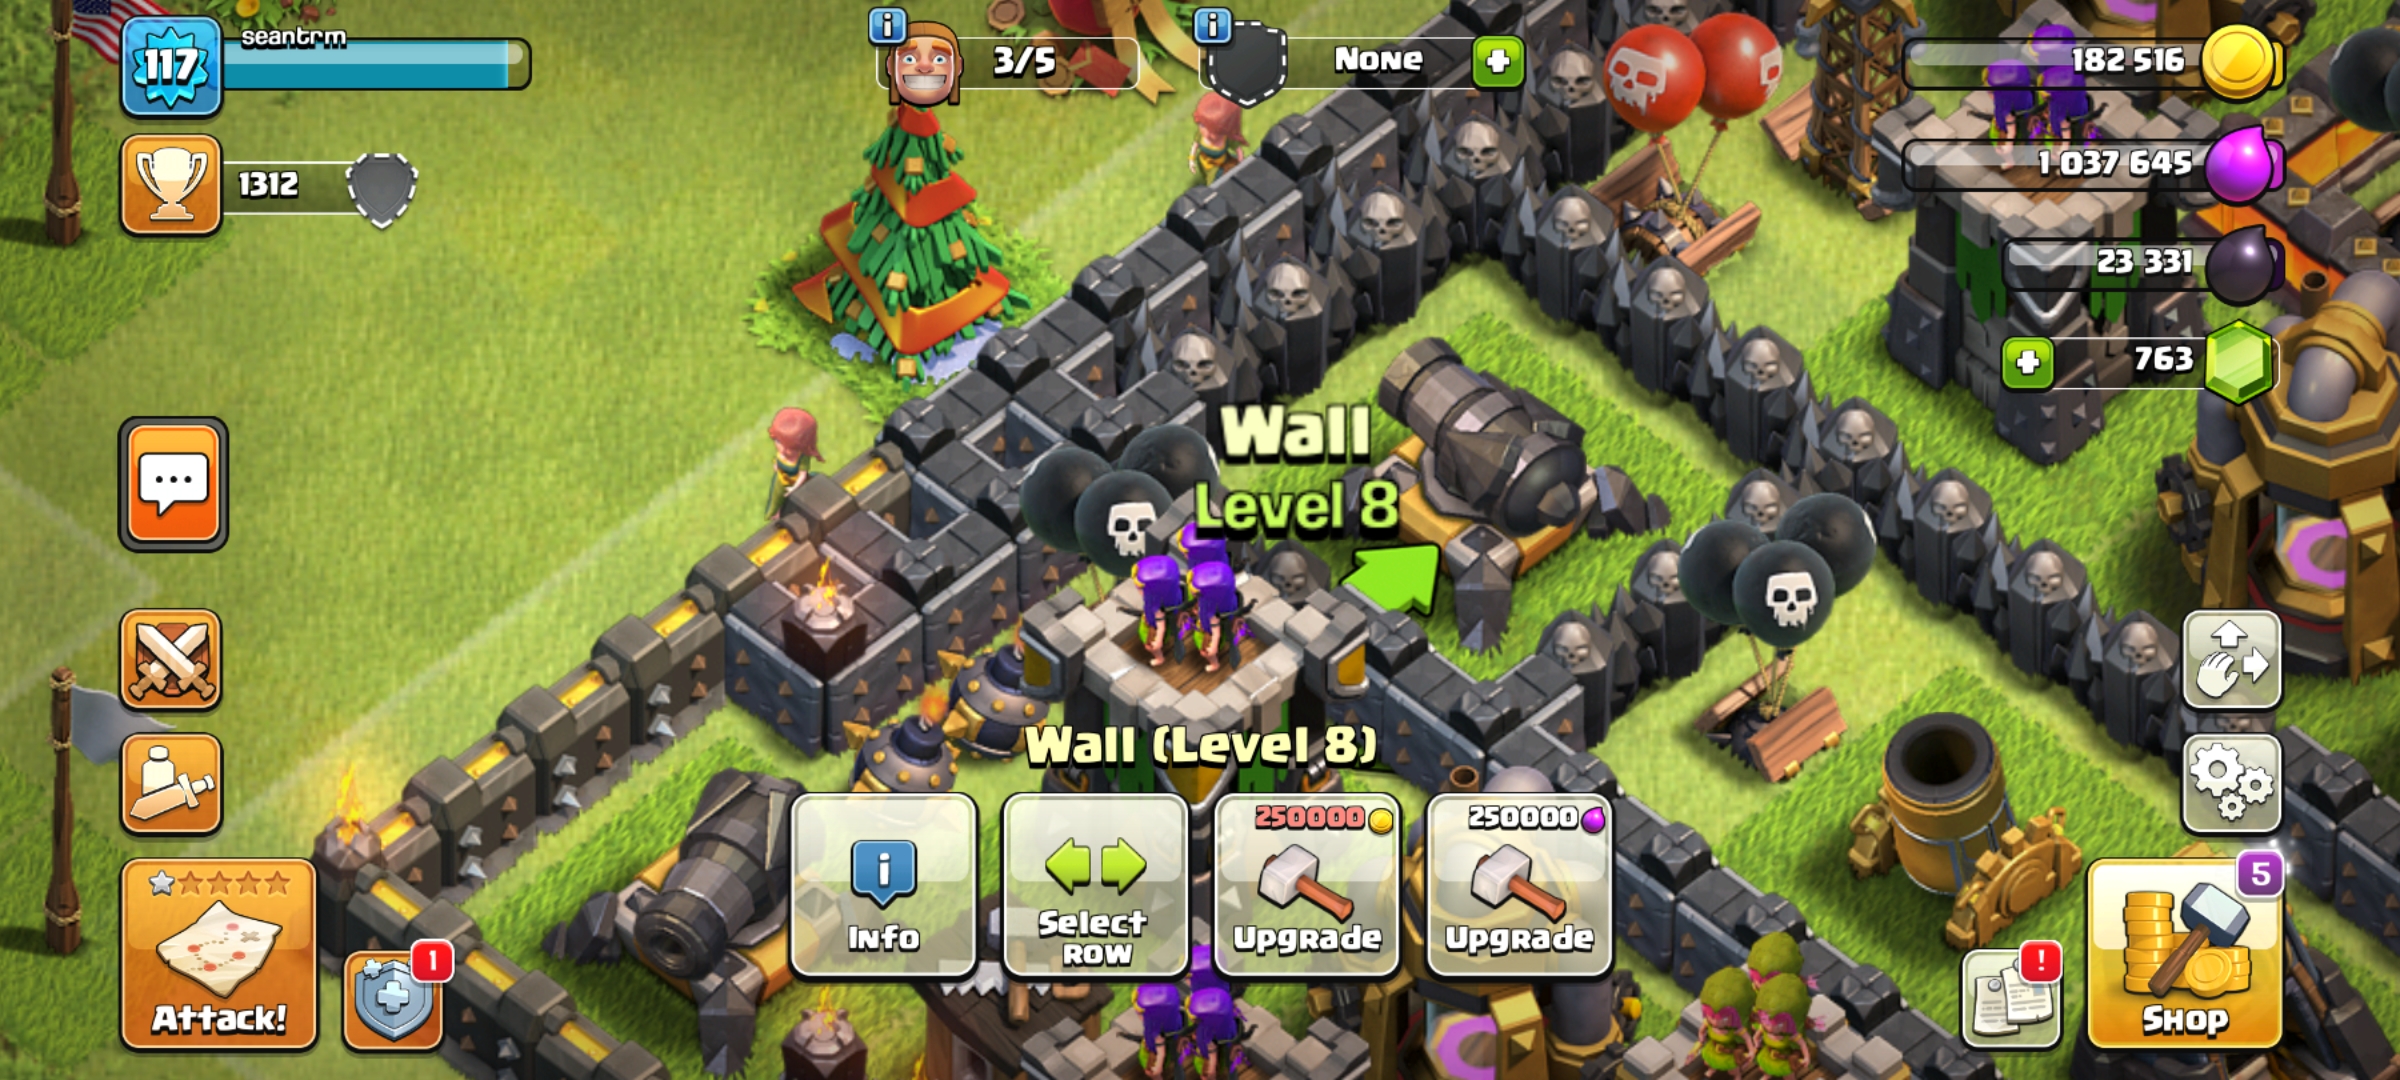 117
seantrm
3/5
None
182 516
1312
1 037 645
23 331
763
Wall
Level 8
Wall (Level 8)
Info
Select
row
250000
Upgrade
250000
Upgrade
Attack!
1
!
5
Shop